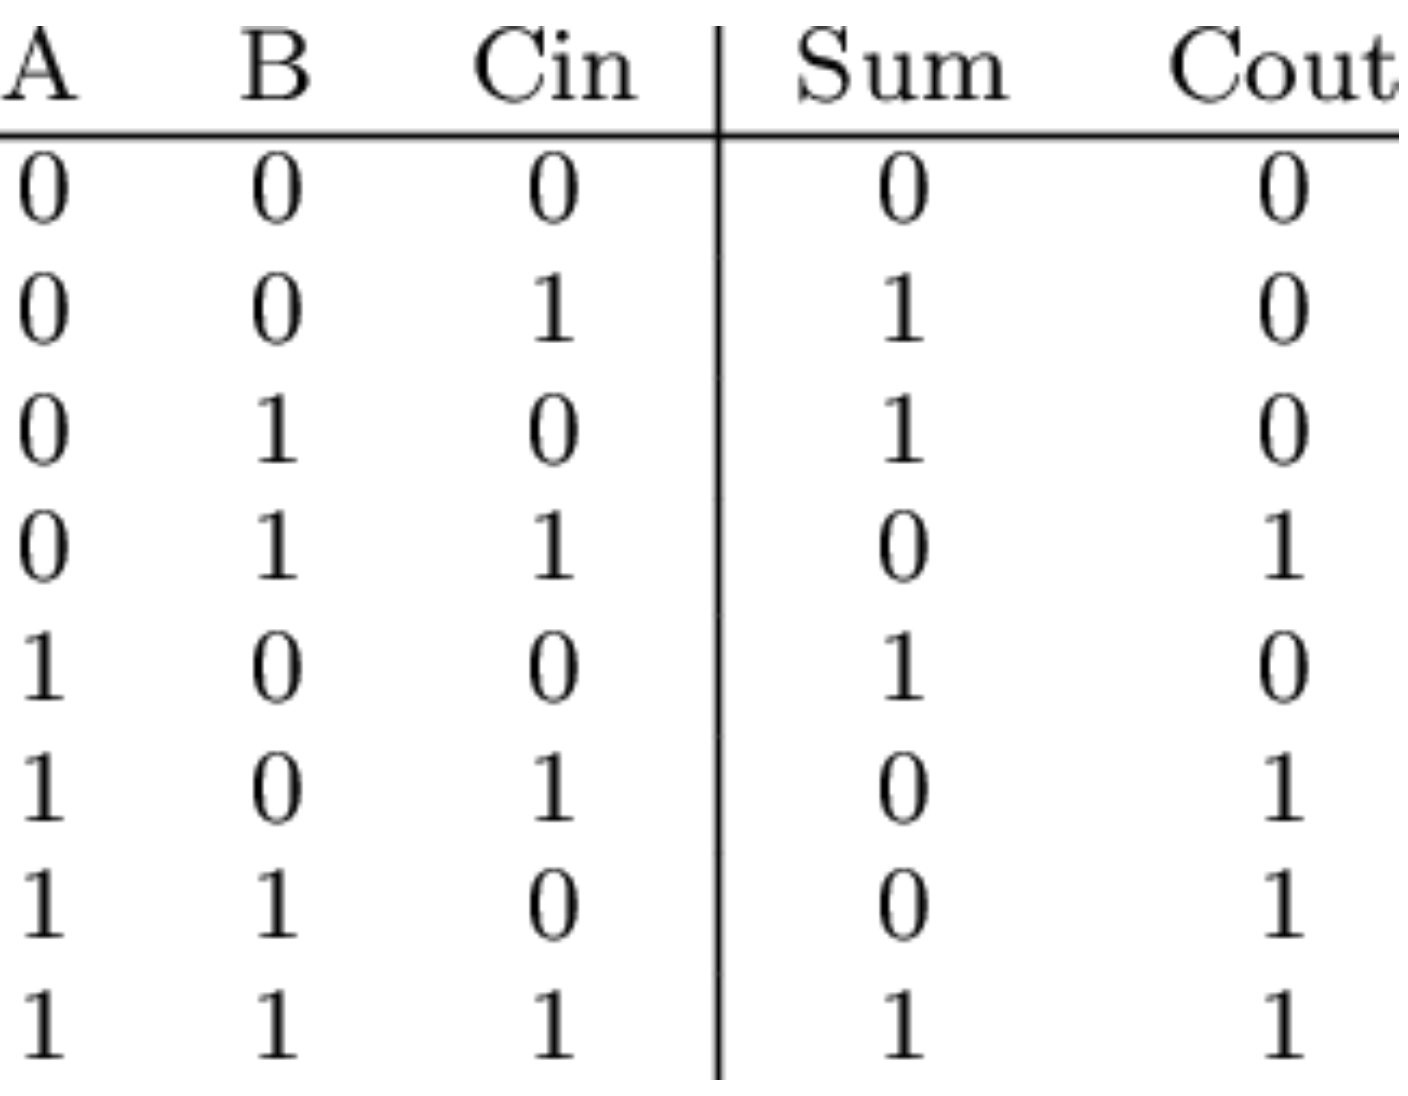 A B Cin Sum Cout
0 0 0 0 0
0 0 1 1 0
0 1 0 1 0
0 1 1 0 1
1 0 0 1 0
1 0 1 0 1
1 1 0 0 1
1 1 1 1 1